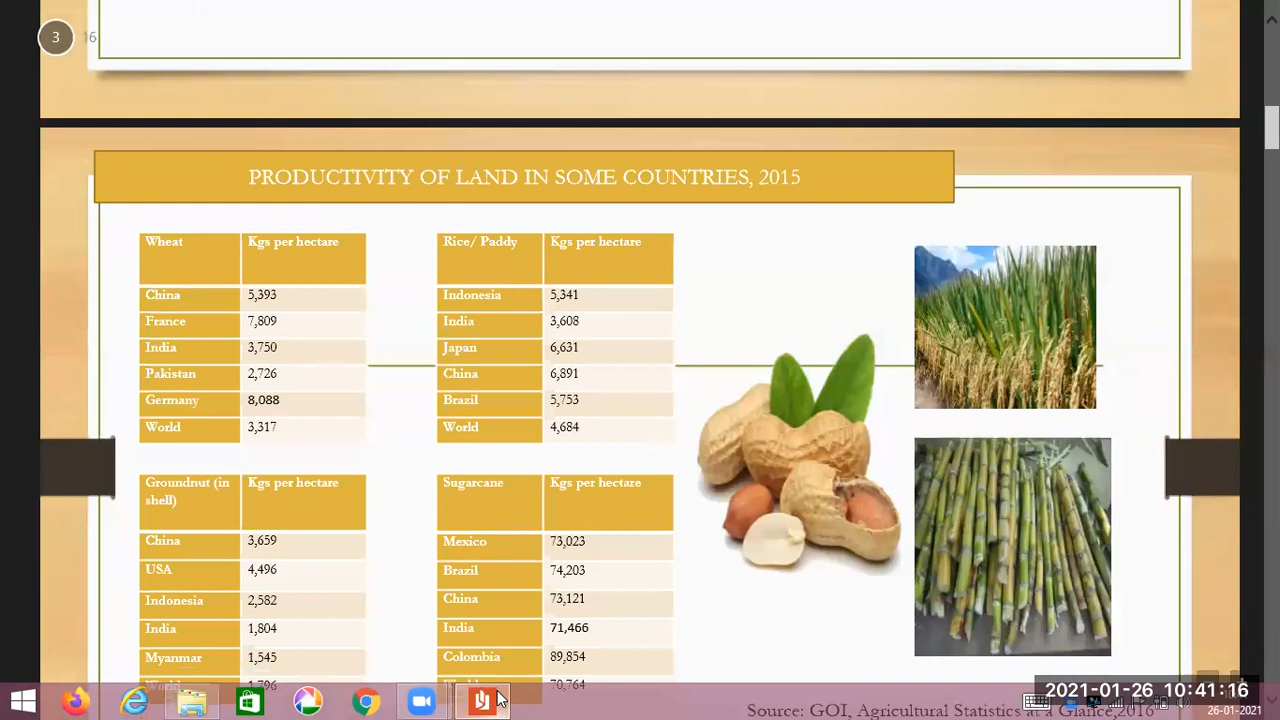 3 16
PRODUCTIVITY OF LAND IN SOME COUNTRIES, 2015
Wheat Kgs per hectare
China 5,393
France 7,809
India 3,750
Pakistan 2,726
Germany 8,088
World 3,317
Rice/ Paddy Kgs per hectare
Indonesia 5,341
India 3,608
Japan 6,631
China 6,891
Brazil 5,753
World 4,684
Groundnut (in
shell) Kgs per hectare
China 3,659
USA 4,496
Indonesia 2,582
India 1,804
Myanmar 1,545
World 1,796
Sugarcane Kgs per hectare
Mexico 73,023
Brazil 74,203
China 73,121
India 71,466
Colombia 89,854
World 70,764
Source: GOI, Agricultural Statistics at a Glance,2016
2021-01-26 10:41:16
26-01-2021